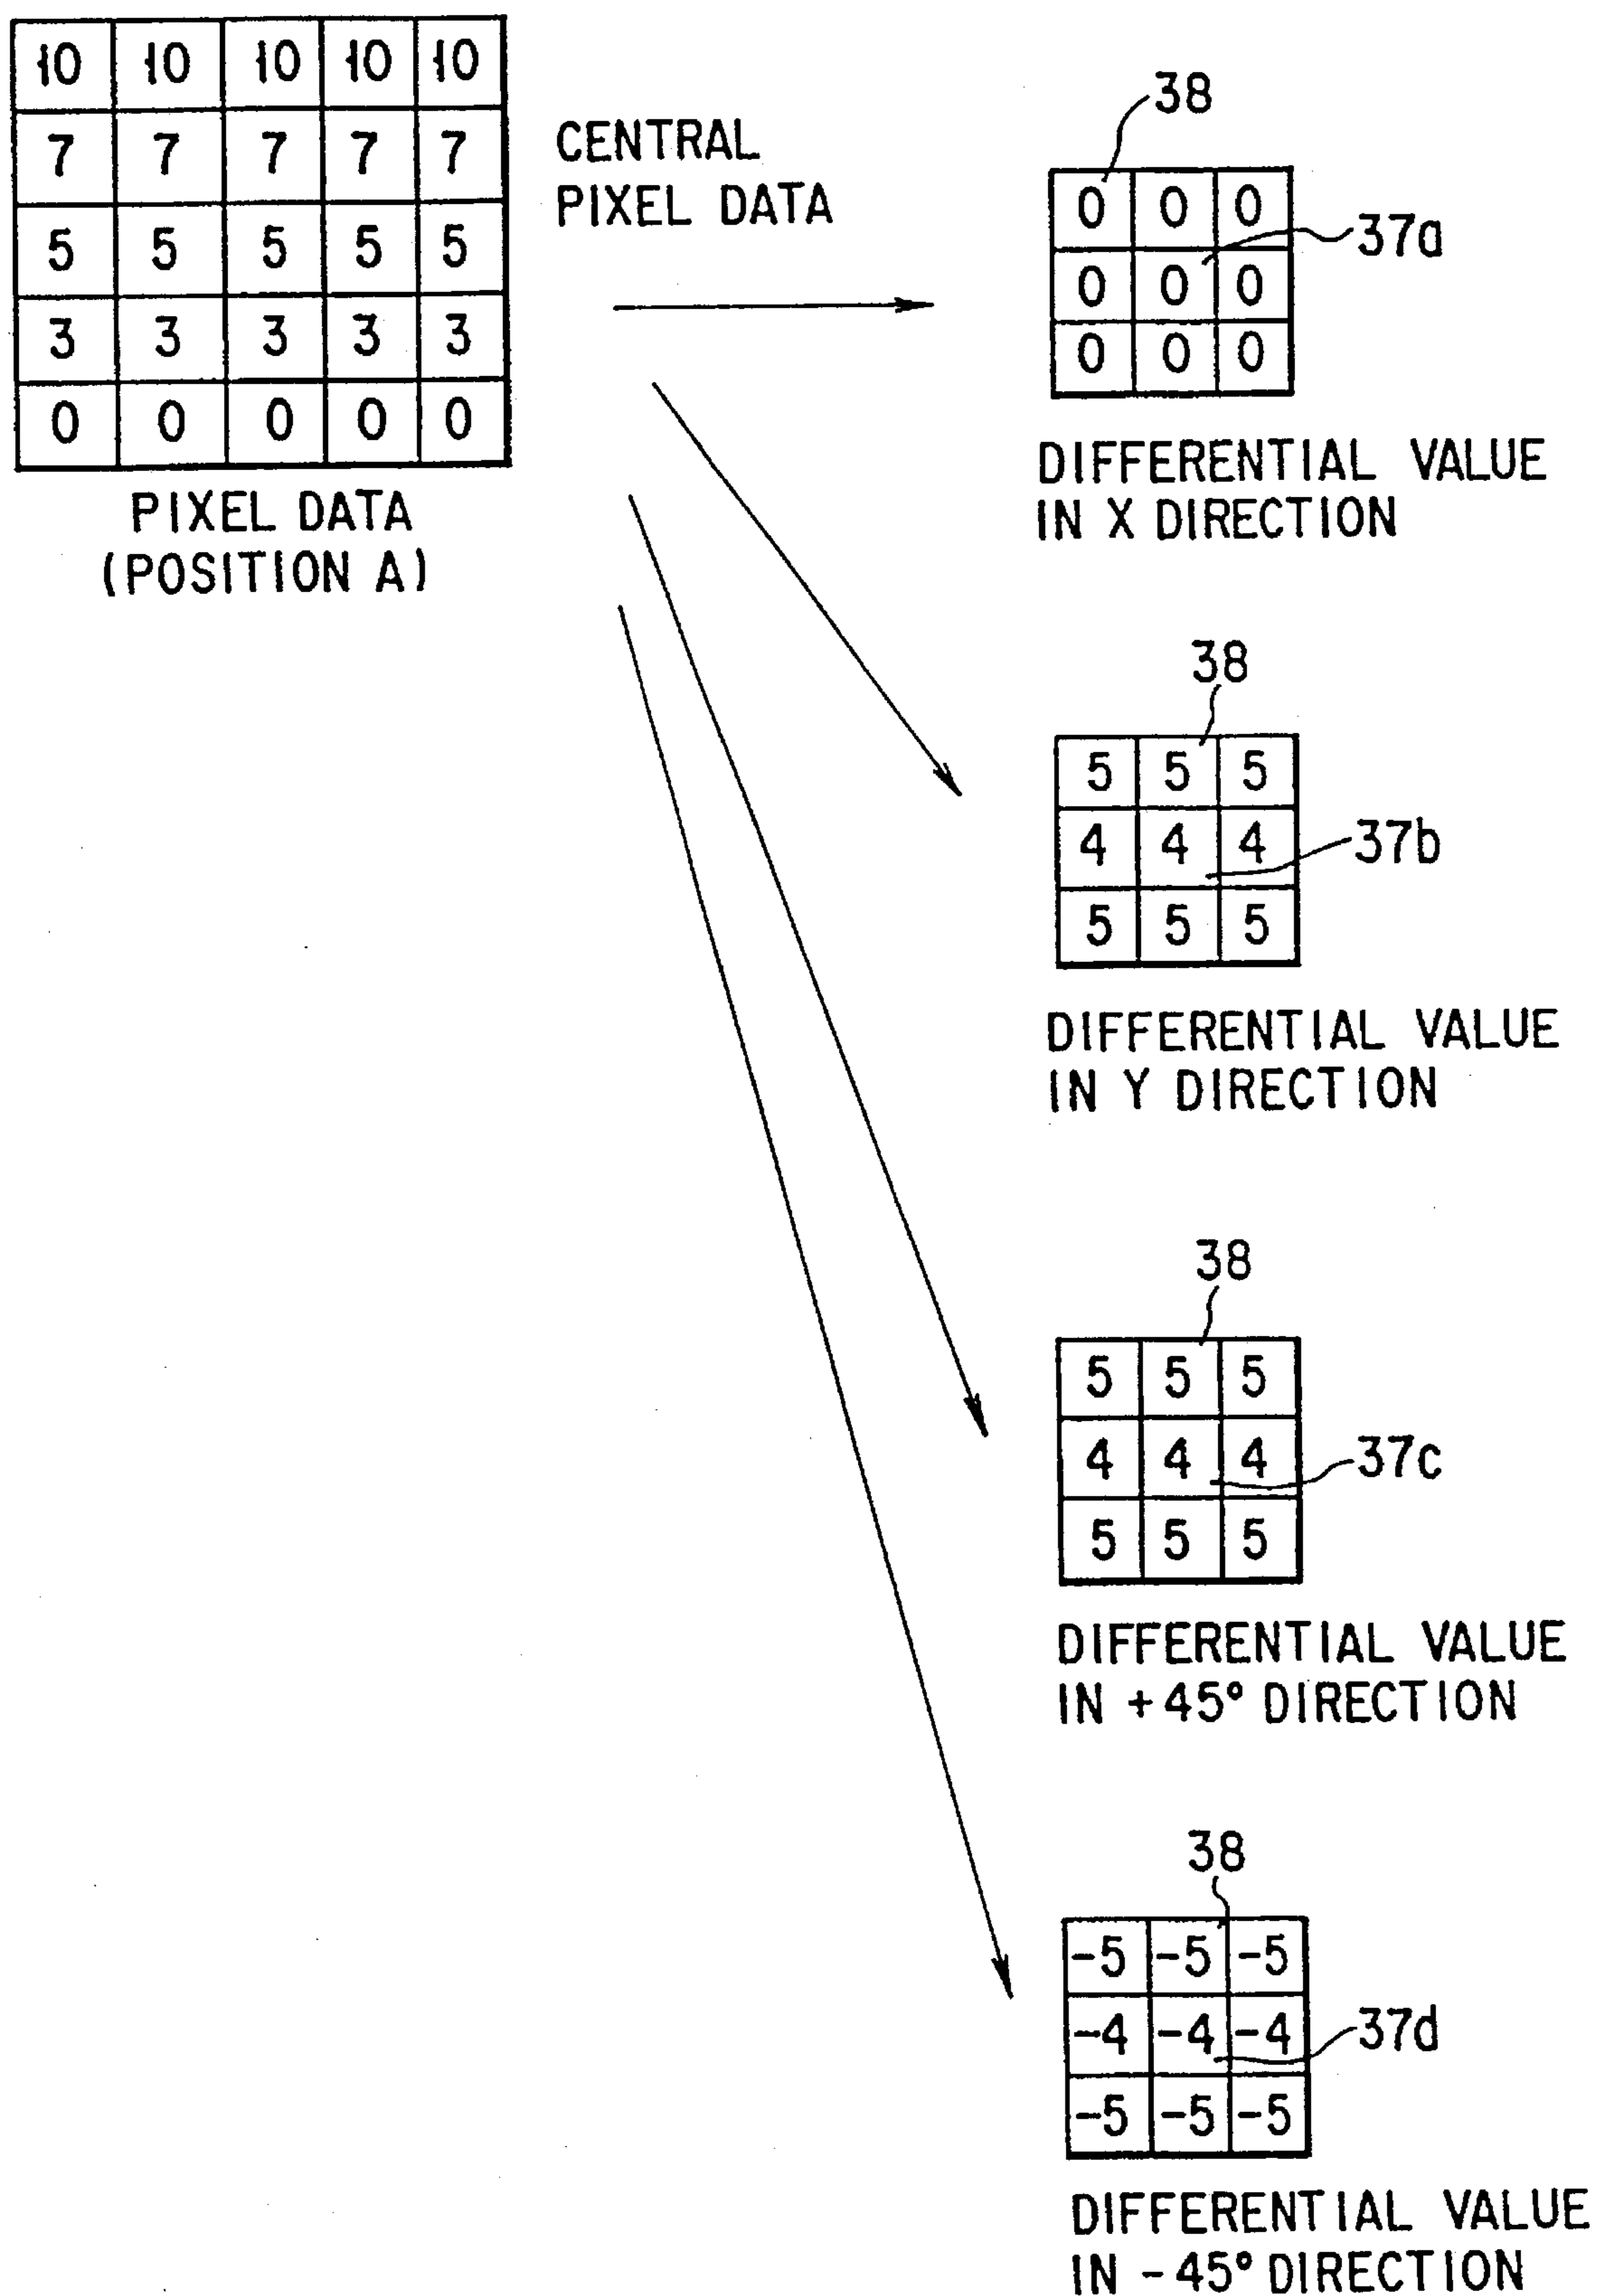 10 10 10 10 10
7 7 7 7 7
5 5 5 5 5
3 3 3 3 3
0 0 0 0 0
PIXEL DATA
(POSITION A)
CENTRAL
PIXEL DATA
38
0 0 0
37a
0 0 0
0 0 0
DIFFERENTIAL VALUE
IN X DIRECTION
38
5 5 5
4 4 4
37b
5 5 5
DIFFERENTIAL VALUE
IN Y DIRECTION
38
5 5 5
4 4 4
37c
5 5 5
DIFFERENTIAL VALUE
IN +45° DIRECTION
38
-5 -5 -5
-4 -4 -4
37d
-5 -5 -5
DIFFERENTIAL VALUE
IN -45° DIRECTION